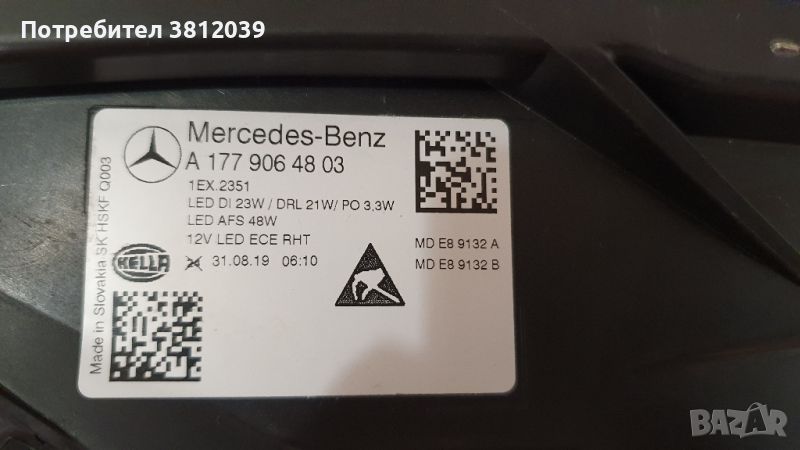 Потребител 3812039
Mercedes-Benz
A 177 906 48 03
1EX.2351
LED DI 23W / DRL 21W/ PO 3,3W
LED AFS 48W
12V LED ECE RHT
MD E8 9132 A
HELLA
31.08.19 06:10
MD E8 9132 B
Made in Slovakia SK HSKF Q003
BAZAR